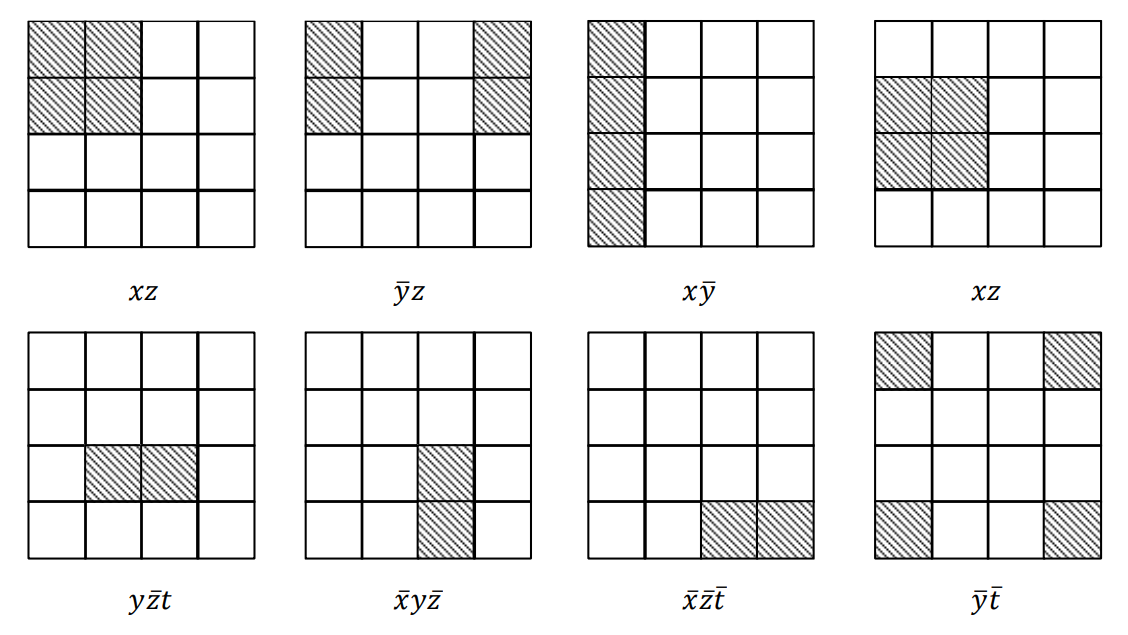 xz ȳz xȳ xz
yz̄t x̄yz̄ x̄z̄t̄ ȳt̄